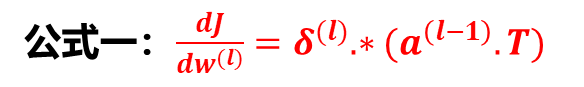 公式一： dJ/dw^(l) = δ^(l).* (a^(l−1).T)